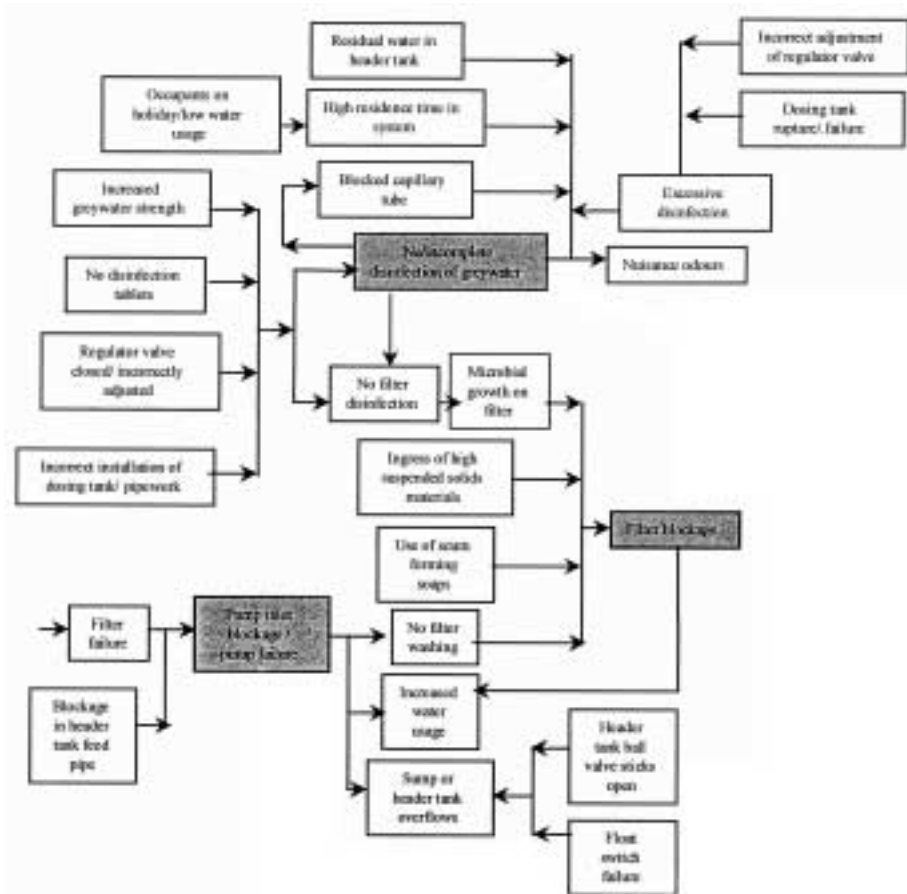 Residual water in
header tank
Incorrect adjustment
of regulator valve
Occupants on
holiday/low water
usage
High residence time in
system
Dosing tank
rupture/ failure
Increased
greywater strength
Blocked capillary
tube
Excessive
disinfection
No/incomplete
disinfection of greywater
Nuisance odours
No disinfection
tablets
Regulator valve
closed/ incorrectly
adjusted
No filter
disinfection
Microbial
growth on
filter
Incorrect installation of
dosing tank/ pipework
Ingress of high
suspended solids
materials
Filter blockage
Use of scum
forming
soaps
Filter
failure
Pump inlet
blockage /
pump failure
No filter
washing
Blockage
in header
tank feed
pipe
Increased
water
usage
Header
tank ball
valve sticks
open
Sump or
header tank
overflows
Float
switch
failure